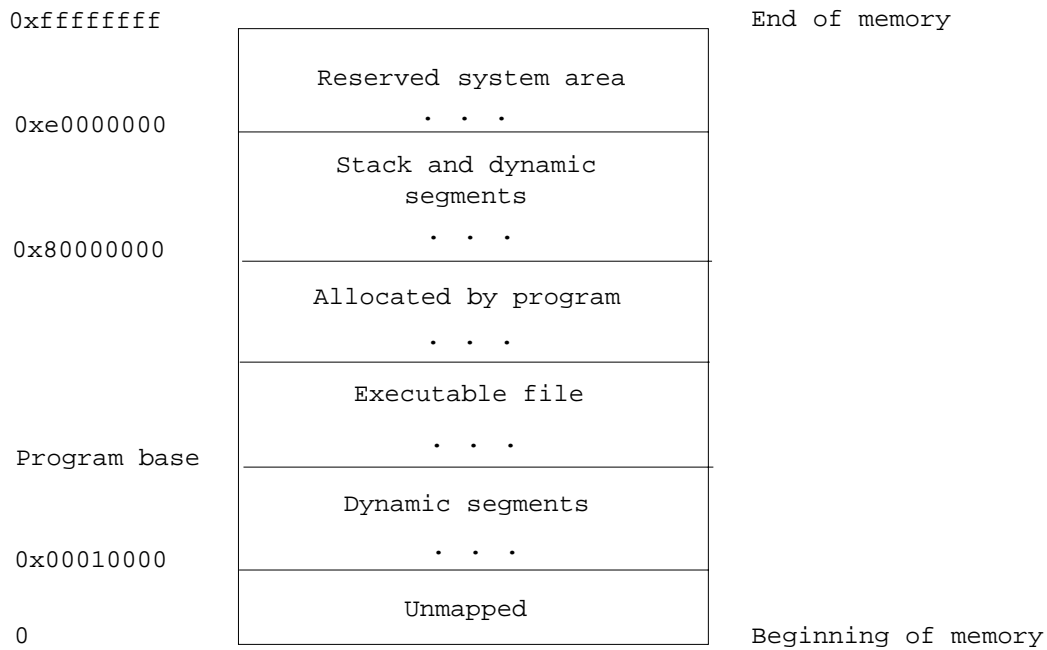 0xffffffff
End of memory
Reserved system area
. . .
0xe0000000
Stack and dynamic
segments
. . .
0x80000000
Allocated by program
. . .
Executable file
. . .
Program base
Dynamic segments
. . .
0x00010000
Unmapped
0
Beginning of memory